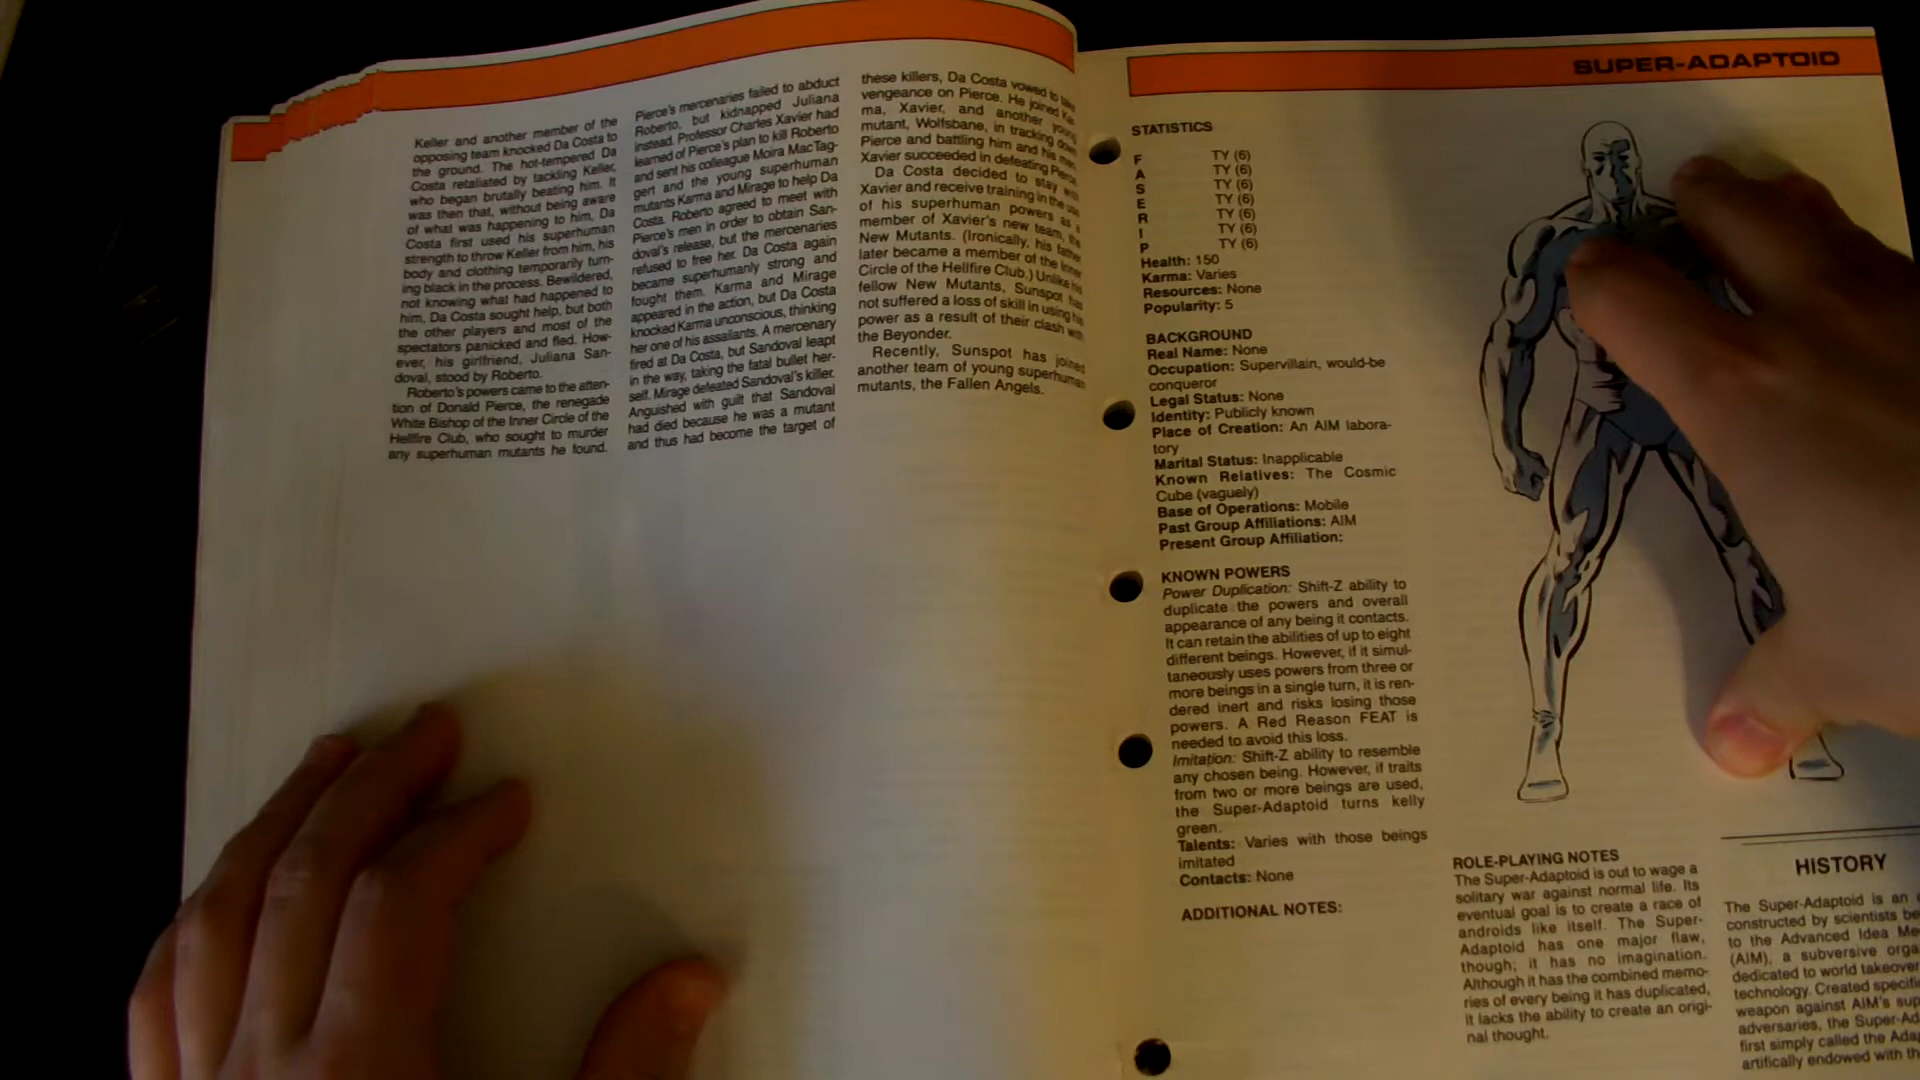 Keller and another member of the
opposing team knocked Da Costa to
the ground. The hot-tempered Da
Costa retaliated by tackling Keller,
who began brutally beating him. It
was then that, without being aware
of what was happening to him, Da
Costa first used his superhuman
strength to throw Keller from him, his
body and clothing temporarily turn-
ing black in the process. Bewildered,
not knowing what had happened to
him, Da Costa sought help, but both
the other players and most of the
spectators panicked and fled. How-
ever, his girlfriend, Juliana San-
doval, stood by Roberto.
Roberto's powers came to the atten-
tion of Donald Pierce, the renegade
White Bishop of the Inner Circle of the
Hellfire Club, who sought to murder
any superhuman mutants he found.
Pierce's mercenaries failed to abduct
Roberto, but kidnapped Juliana
instead. Professor Charles Xavier had
learned of Pierce's plan to kill Roberto
and sent his colleague Moira MacTag-
gert and the young superhuman
mutants Karma and Mirage to help Da
Costa. Roberto agreed to meet with
Pierce's men in order to obtain San-
doval's release, but the mercenaries
refused to free her. Da Costa again
became superhumanly strong and
fought them. Karma and Mirage
appeared in the action, but Da Costa
knocked Karma unconscious, thinking
her one of his assailants. A mercenary
fired at Da Costa, but Sandoval leapt
in the way, taking the fatal bullet her-
self. Mirage defeated Sandoval's killer.
Anguished with guilt that Sandoval
had died because he was a mutant
and thus had become the target of
these killers, Da Costa vowed to take
vengeance on Pierce. He joined Kar-
ma, Xavier, and another young
mutant, Wolfsbane, in tracking down
Pierce and battling him and his men.
Xavier succeeded in defeating Pierce.
Da Costa decided to stay with
Xavier and receive training in the use
of his superhuman powers as a
member of Xavier's new team, the
New Mutants. (Ironically, his father
later became a member of the Inner
Circle of the Hellfire Club.) Unlike his
fellow New Mutants, Sunspot has
not suffered a loss of skill in using his
power as a result of their clash with
the Beyonder.
Recently, Sunspot has joined
another team of young superhuman
mutants, the Fallen Angels.
SUPER-ADAPTOID
STATISTICS
F TY (6)
A TY (6)
S TY (6)
E TY (6)
R TY (6)
I TY (6)
P TY (6)
Health: 150
Karma: Varies
Resources: None
Popularity: 5
BACKGROUND
Real Name: None
Occupation: Supervillain, would-be
conqueror
Legal Status: None
Identity: Publicly known
Place of Creation: An AIM labora-
tory
Marital Status: Inapplicable
Known Relatives: The Cosmic
Cube (vaguely)
Base of Operations: Mobile
Past Group Affiliations: AIM
Present Group Affiliation:
KNOWN POWERS
Power Duplication: Shift-Z ability to
duplicate the powers and overall
appearance of any being it contacts.
It can retain the abilities of up to eight
different beings. However, if it simul-
taneously uses powers from three or
more beings in a single turn, it is ren-
dered inert and risks losing those
powers. A Red Reason FEAT is
needed to avoid this loss.
Imitation: Shift-Z ability to resemble
any chosen being. However, if traits
from two or more beings are used,
the Super-Adaptoid turns kelly
green.
Talents: Varies with those beings
imitated
Contacts: None
ADDITIONAL NOTES:
ROLE-PLAYING NOTES
The Super-Adaptoid is out to wage a
solitary war against normal life. Its
eventual goal is to create a race of
androids like itself. The Super-
Adaptoid has one major flaw,
though; it has no imagination.
Although it has the combined memo-
ries of every being it has duplicated,
it lacks the ability to create an origi-
nal thought.
HISTORY
The Super-Adaptoid is an
constructed by scientists
to the Advanced Idea
(AIM), a subversive
dedicated to world takeover
technology. Created
weapon against AIM's
adversaries, the
first simply called the
artifically endowed with